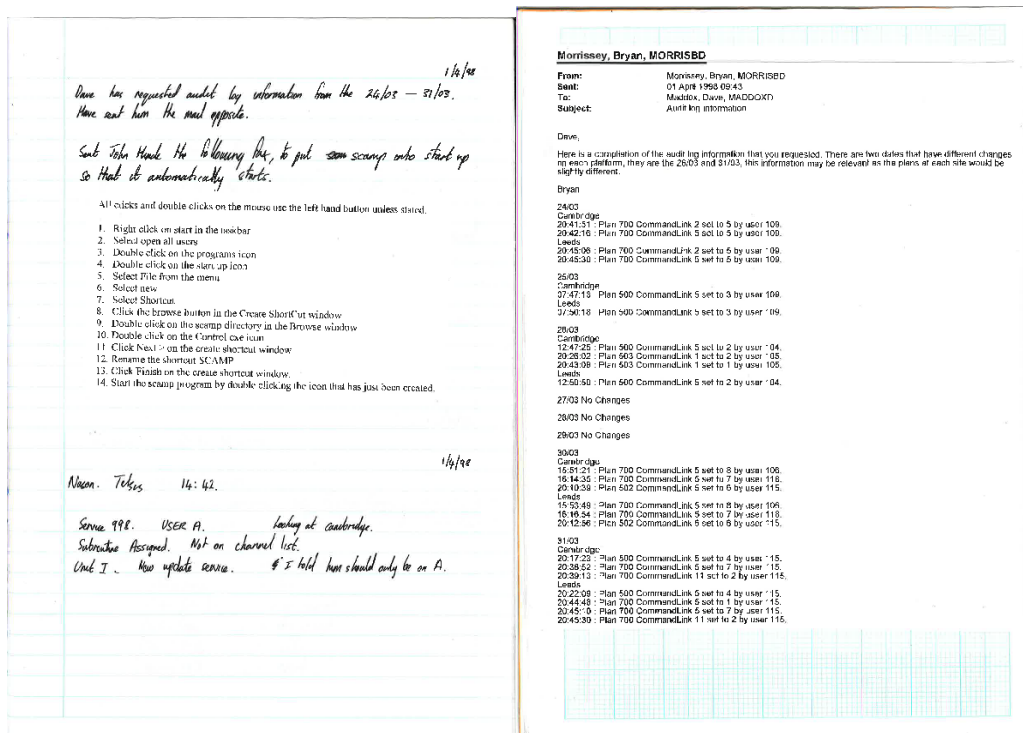 1/4/98
Dave has requested audit log information from the 24/03 — 31/03.
Have sent him the mail opposite.
Sent John the following , to put scamp onto start up
so that it automatically starts.
All clicks and double clicks on the mouse use the left hand button unless stated.
1. Right click on start in the taskbar
2. Select open all users
3. Double click on the programs icon
4. Double click on the start up icon
5. Select File from the menu
6. Select new
7. Select Shortcut
8. Click the browse button in the Create ShortCut window
9. Double click on the scamp directory in the Browse window
10. Double click on the Control exe icon
11. Click Next > on the create shortcut window
12. Rename the shortcut SCAMP
13. Click Finish on the create shortcut window.
14. Start the scamp program by double clicking the icon that has just been created.
1/4/98
14:42.
Service 998. USER A. Looking at cambridge.
Subroutine Assigned. Not on channel list.
Unit I. New update service. & I told him should only be on A.
Morrissey, Bryan, MORRISBD
From: Morrissey, Bryan, MORRISBD
Sent: 01 April 1998 09:43
To: Maddox, Dave, MADDOXD
Subject: Audit log information
Dave,
Here is a compilation of the audit log information that you requested. There are two dates that have different changes
on each platform, they are the 26/03 and 31/03, this information may be relevant as the plans at each site would be
slightly different.
Bryan
24/03
Cambridge
20:41:51 : Plan 700 CommandLink 2 set to 5 by user 109.
20:42:16 : Plan 700 CommandLink 5 set to 5 by user 109.
Leeds
20:45:06 : Plan 700 CommandLink 2 set to 5 by user 109.
20:45:30 : Plan 700 CommandLink 5 set to 5 by user 109.
25/03
Cambridge
07:47:13 Plan 500 CommandLink 5 set to 3 by user 109.
Leeds
07:50:18 Plan 500 CommandLink 5 set to 3 by user 109.
26/03
Cambridge
12:47:25 : Plan 500 CommandLink 5 set to 2 by user 104.
20:26:02 : Plan 503 CommandLink 1 set to 2 by user 105.
20:43:09 : Plan 503 CommandLink 1 set to 1 by user 105.
Leeds
12:50:50 : Plan 500 CommandLink 5 set to 2 by user 104.
27/03 No Changes
28/03 No Changes
29/03 No Changes
30/03
Cambridge
15:51:21 : Plan 700 CommandLink 5 set to 8 by user 106.
16:14:35 : Plan 700 CommandLink 5 set to 7 by user 118.
20:10:39 : Plan 502 CommandLink 5 set to 6 by user 115.
Leeds
15:53:49 : Plan 700 CommandLink 5 set to 8 by user 106.
16:16:54 : Plan 700 CommandLink 5 set to 7 by user 118.
20:12:56 : Plan 502 CommandLink 5 set to 6 by user 115.
31/03
Cambridge
20:17:23 : Plan 500 CommandLink 5 set to 4 by user 115.
20:38:52 : Plan 700 CommandLink 5 set to 7 by user 115.
20:39:13 : Plan 700 CommandLink 11 set to 2 by user 115.
Leeds
20:22:09 : Plan 500 CommandLink 5 set to 4 by user 115.
20:44:48 : Plan 700 CommandLink 5 set to 1 by user 115.
20:45:10 : Plan 700 CommandLink 5 set to 7 by user 115.
20:45:30 : Plan 700 CommandLink 11 set to 2 by user 115.